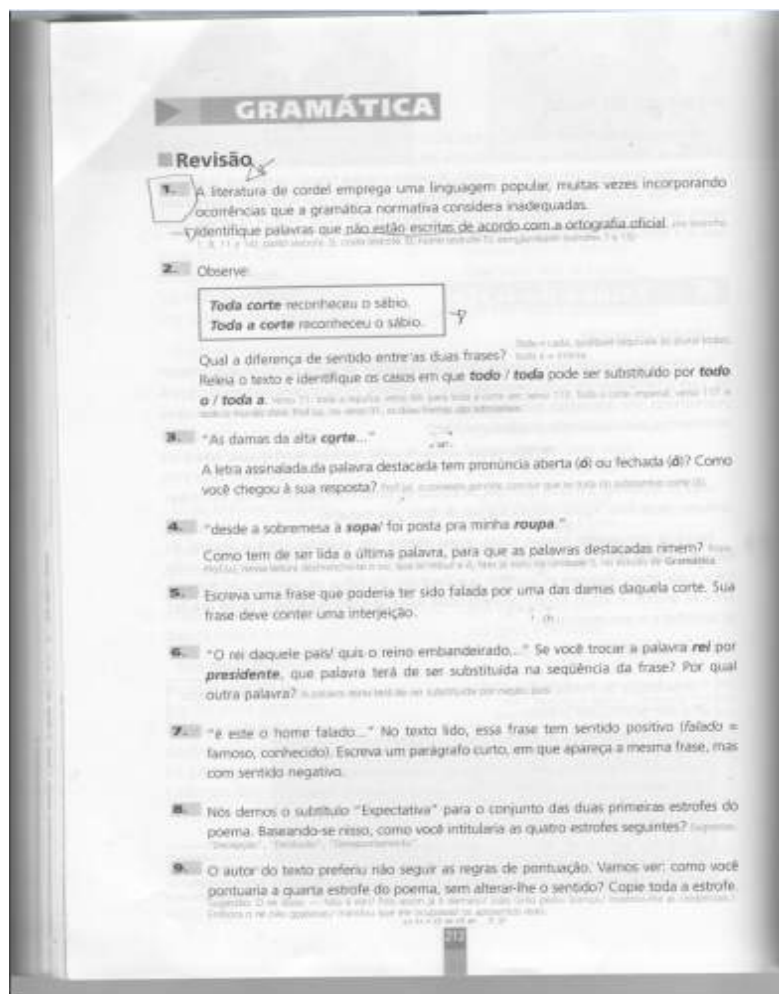 GRAMÁTICA
Revisão
1. A literatura de cordel emprega uma linguagem popular, muitas vezes incorporando
ocorrências que a gramática normativa considera inadequadas.
Identifique palavras que não estão escritas de acordo com a ortografia oficial.
2. Observe:
Toda corte reconheceu o sábio.
Toda a corte reconheceu o sábio.
Qual a diferença de sentido entre as duas frases?
Releia o texto e identifique os casos em que todo / toda pode ser substituído por todo
o / toda a.
3. "As damas da alta corte..."
A letra assinalada da palavra destacada tem pronúncia aberta (ó) ou fechada (ô)? Como
você chegou à sua resposta?
4. "desde a sobremesa à sopa/ foi posta pra minha roupa."
Como tem de ser lida a última palavra, para que as palavras destacadas rimem?
Gramática
5. Escreva uma frase que poderia ter sido falada por uma das damas daquela corte. Sua
frase deve conter uma interjeição.
6. "O rei daquele país/ quis o reino embandeirado..." Se você trocar a palavra rei por
presidente, que palavra terá de ser substituída na seqüência da frase? Por qual
outra palavra?
7. "é este o home falado..." No texto lido, essa frase tem sentido positivo (falado =
famoso, conhecido). Escreva um parágrafo curto, em que apareça a mesma frase, mas
com sentido negativo.
8. Nós demos o subtítulo "Expectativa" para o conjunto das duas primeiras estrofes do
poema. Baseando-se nisso, como você intitularia as quatro estrofes seguintes?
9. O autor do texto preferiu não seguir as regras de pontuação. Vamos ver: como você
pontuaria a quarta estrofe do poema, sem alterar-lhe o sentido? Copie toda a estrofe.